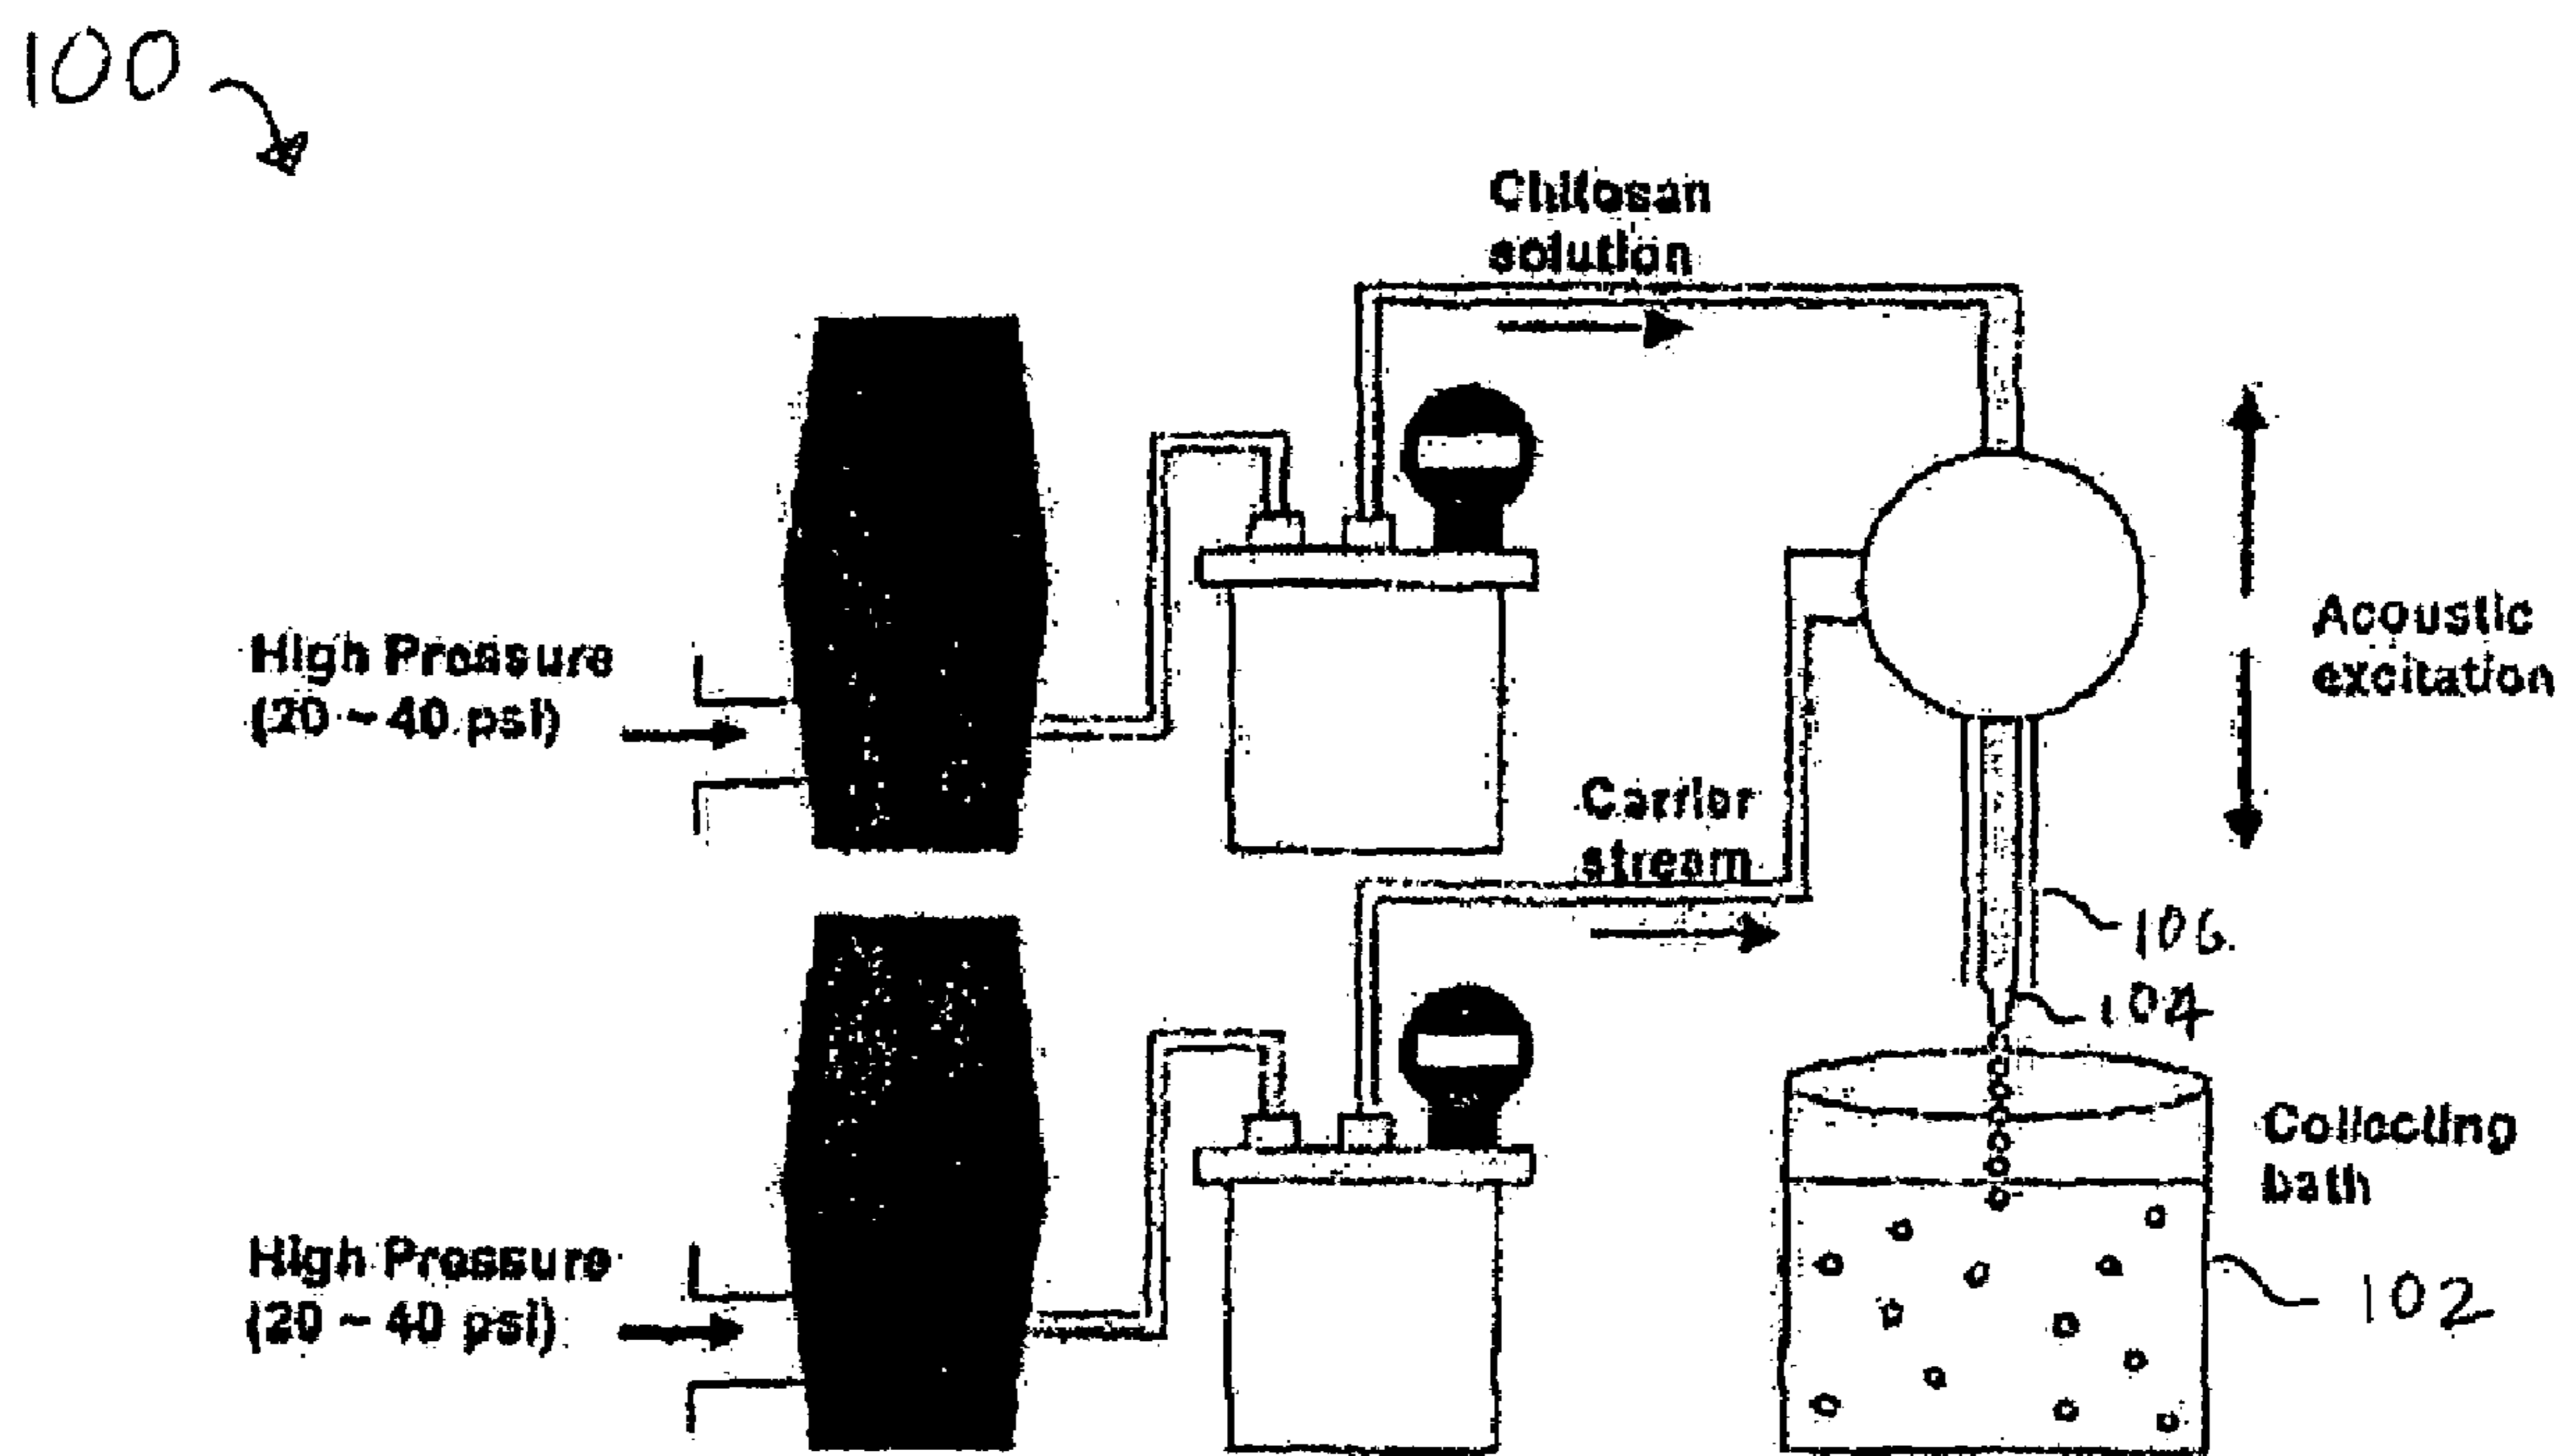 100
Chitosan
solution
High Pressure
(20 ~ 40 psi)
Acoustic
excitation
Carrier
stream
106
104
Collecting
bath
High Pressure
(20 ~ 40 psi)
102